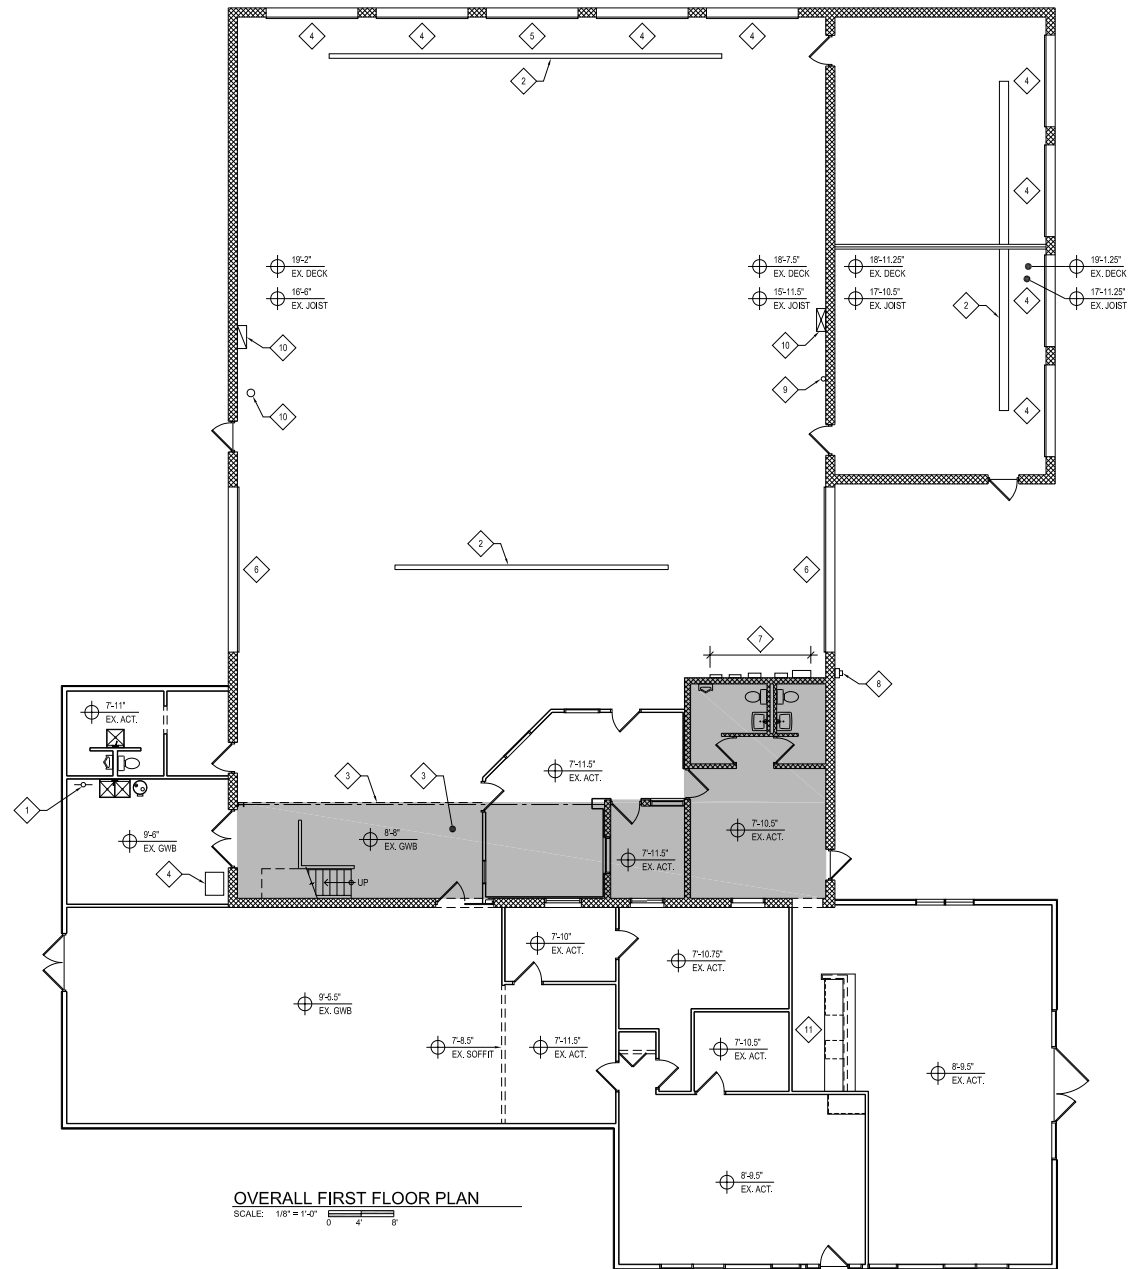 4
4
5
4
4
2
4
4
19'-2"
EX. DECK
16'-6"
EX. JOIST
18'-7.5"
EX. DECK
15'-11.5"
EX. JOIST
18'-11.25"
EX. DECK
17'-10.5"
EX. JOIST
19'-1.25"
EX. DECK
17'-11.25"
EX. JOIST
4
2
10
10
9
10
4
2
6
6
7
8
7'-11"
EX. ACT.
7'-11.5"
EX. ACT.
3
3
1
9'-6"
EX. GWB
8'-8"
EX. GWB
7'-10.5"
EX. ACT.
7'-11.5"
EX. ACT.
4
UP
7'-10"
EX. ACT.
7'-10.75"
EX. ACT.
9'-5.5"
EX. GWB
7'-8.5"
EX. SOFFIT
7'-11.5"
EX. ACT.
7'-10.5"
EX. ACT.
11
8'-9.5"
EX. ACT.
8'-9.5"
EX. ACT.
OVERALL FIRST FLOOR PLAN
SCALE: 1/8" = 1'-0"
0 4' 8'